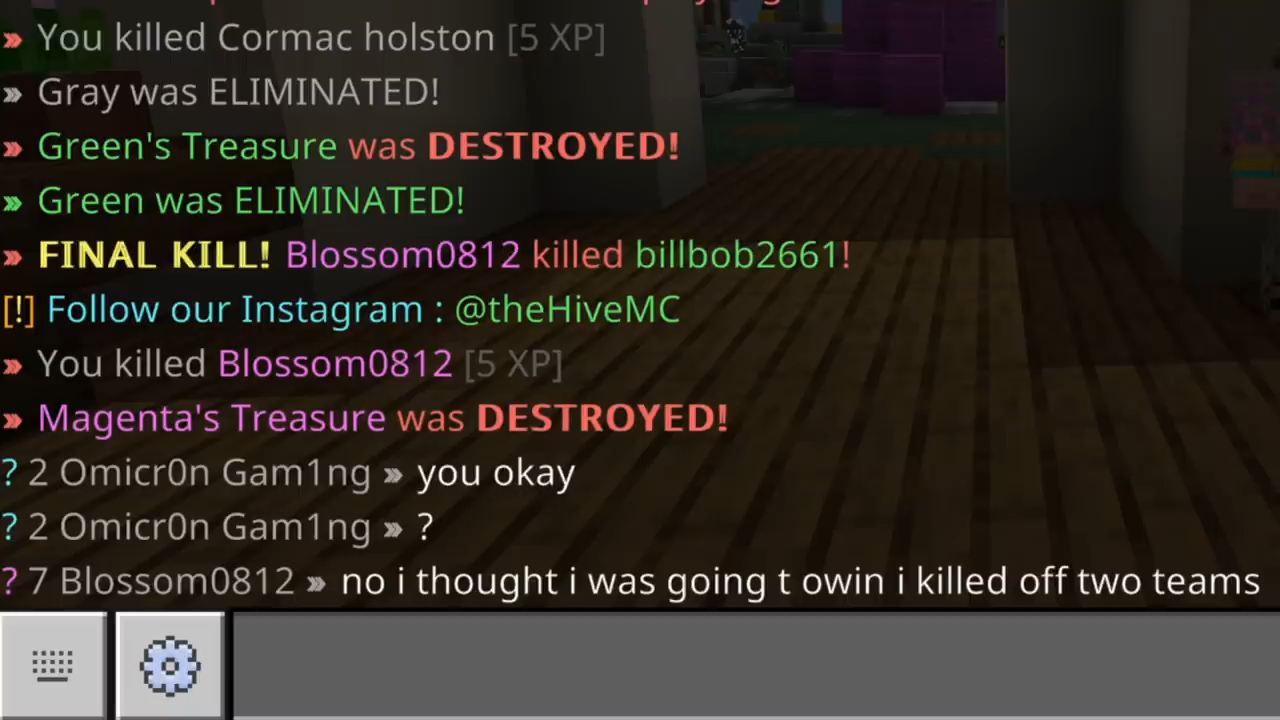 » You killed Cormac holston [5 XP]
» Gray was ELIMINATED!
» Green's Treasure was DESTROYED!
» Green was ELIMINATED!
» FINAL KILL! Blossom0812 killed billbob2661!
[!] Follow our Instagram : @theHiveMC
» You killed Blossom0812 [5 XP]
» Magenta's Treasure was DESTROYED!
? 2 Omicr0n Gam1ng » you okay
? 2 Omicr0n Gam1ng » ?
? 7 Blossom0812 » no i thought i was going t owin i killed off two teams